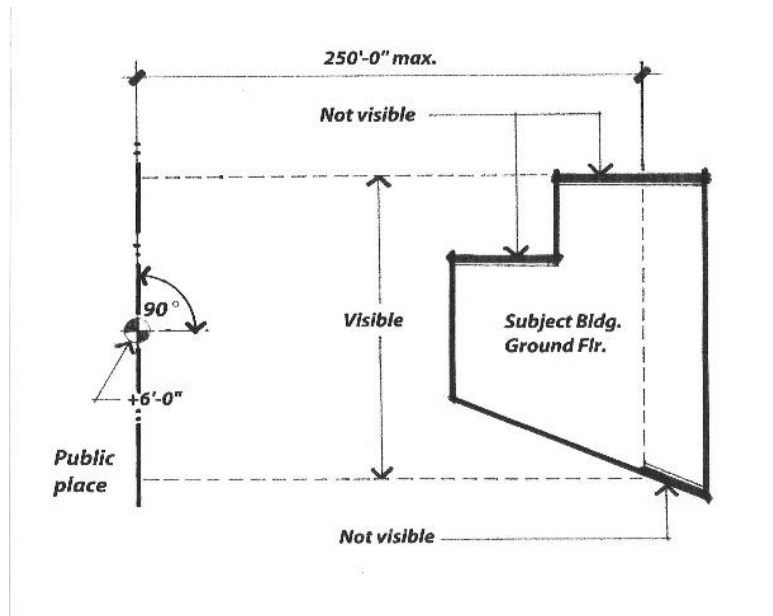 250'-0" max.
Not visible
90°
Visible
Subject Bldg.
Ground Flr.
+6'-0"
Public
place
Not visible